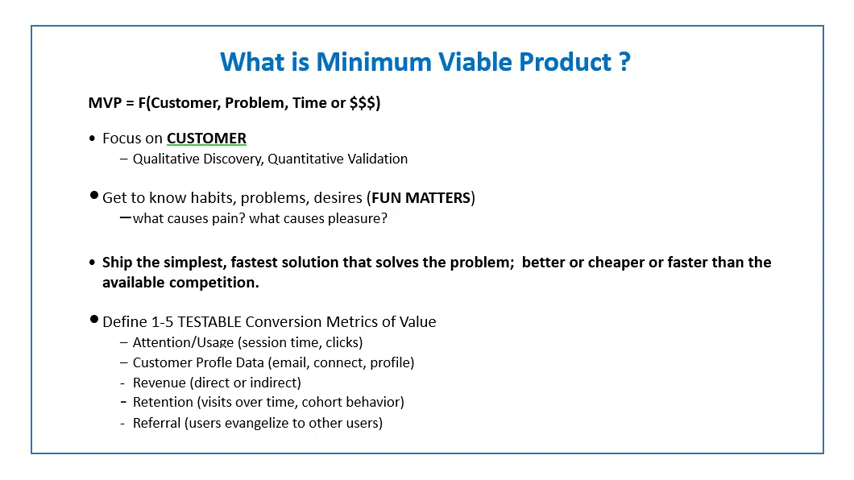 What is Minimum Viable Product ?
MVP = F(Customer, Problem, Time or $$$)
• Focus on CUSTOMER
– Qualitative Discovery, Quantitative Validation
• Get to know habits, problems, desires (FUN MATTERS)
– what causes pain? what causes pleasure?
• Ship the simplest, fastest solution that solves the problem; better or cheaper or faster than the
available competition.
• Define 1-5 TESTABLE Conversion Metrics of Value
– Attention/Usage (session time, clicks)
– Customer Profle Data (email, connect, profile)
- Revenue (direct or indirect)
- Retention (visits over time, cohort behavior)
- Referral (users evangelize to other users)